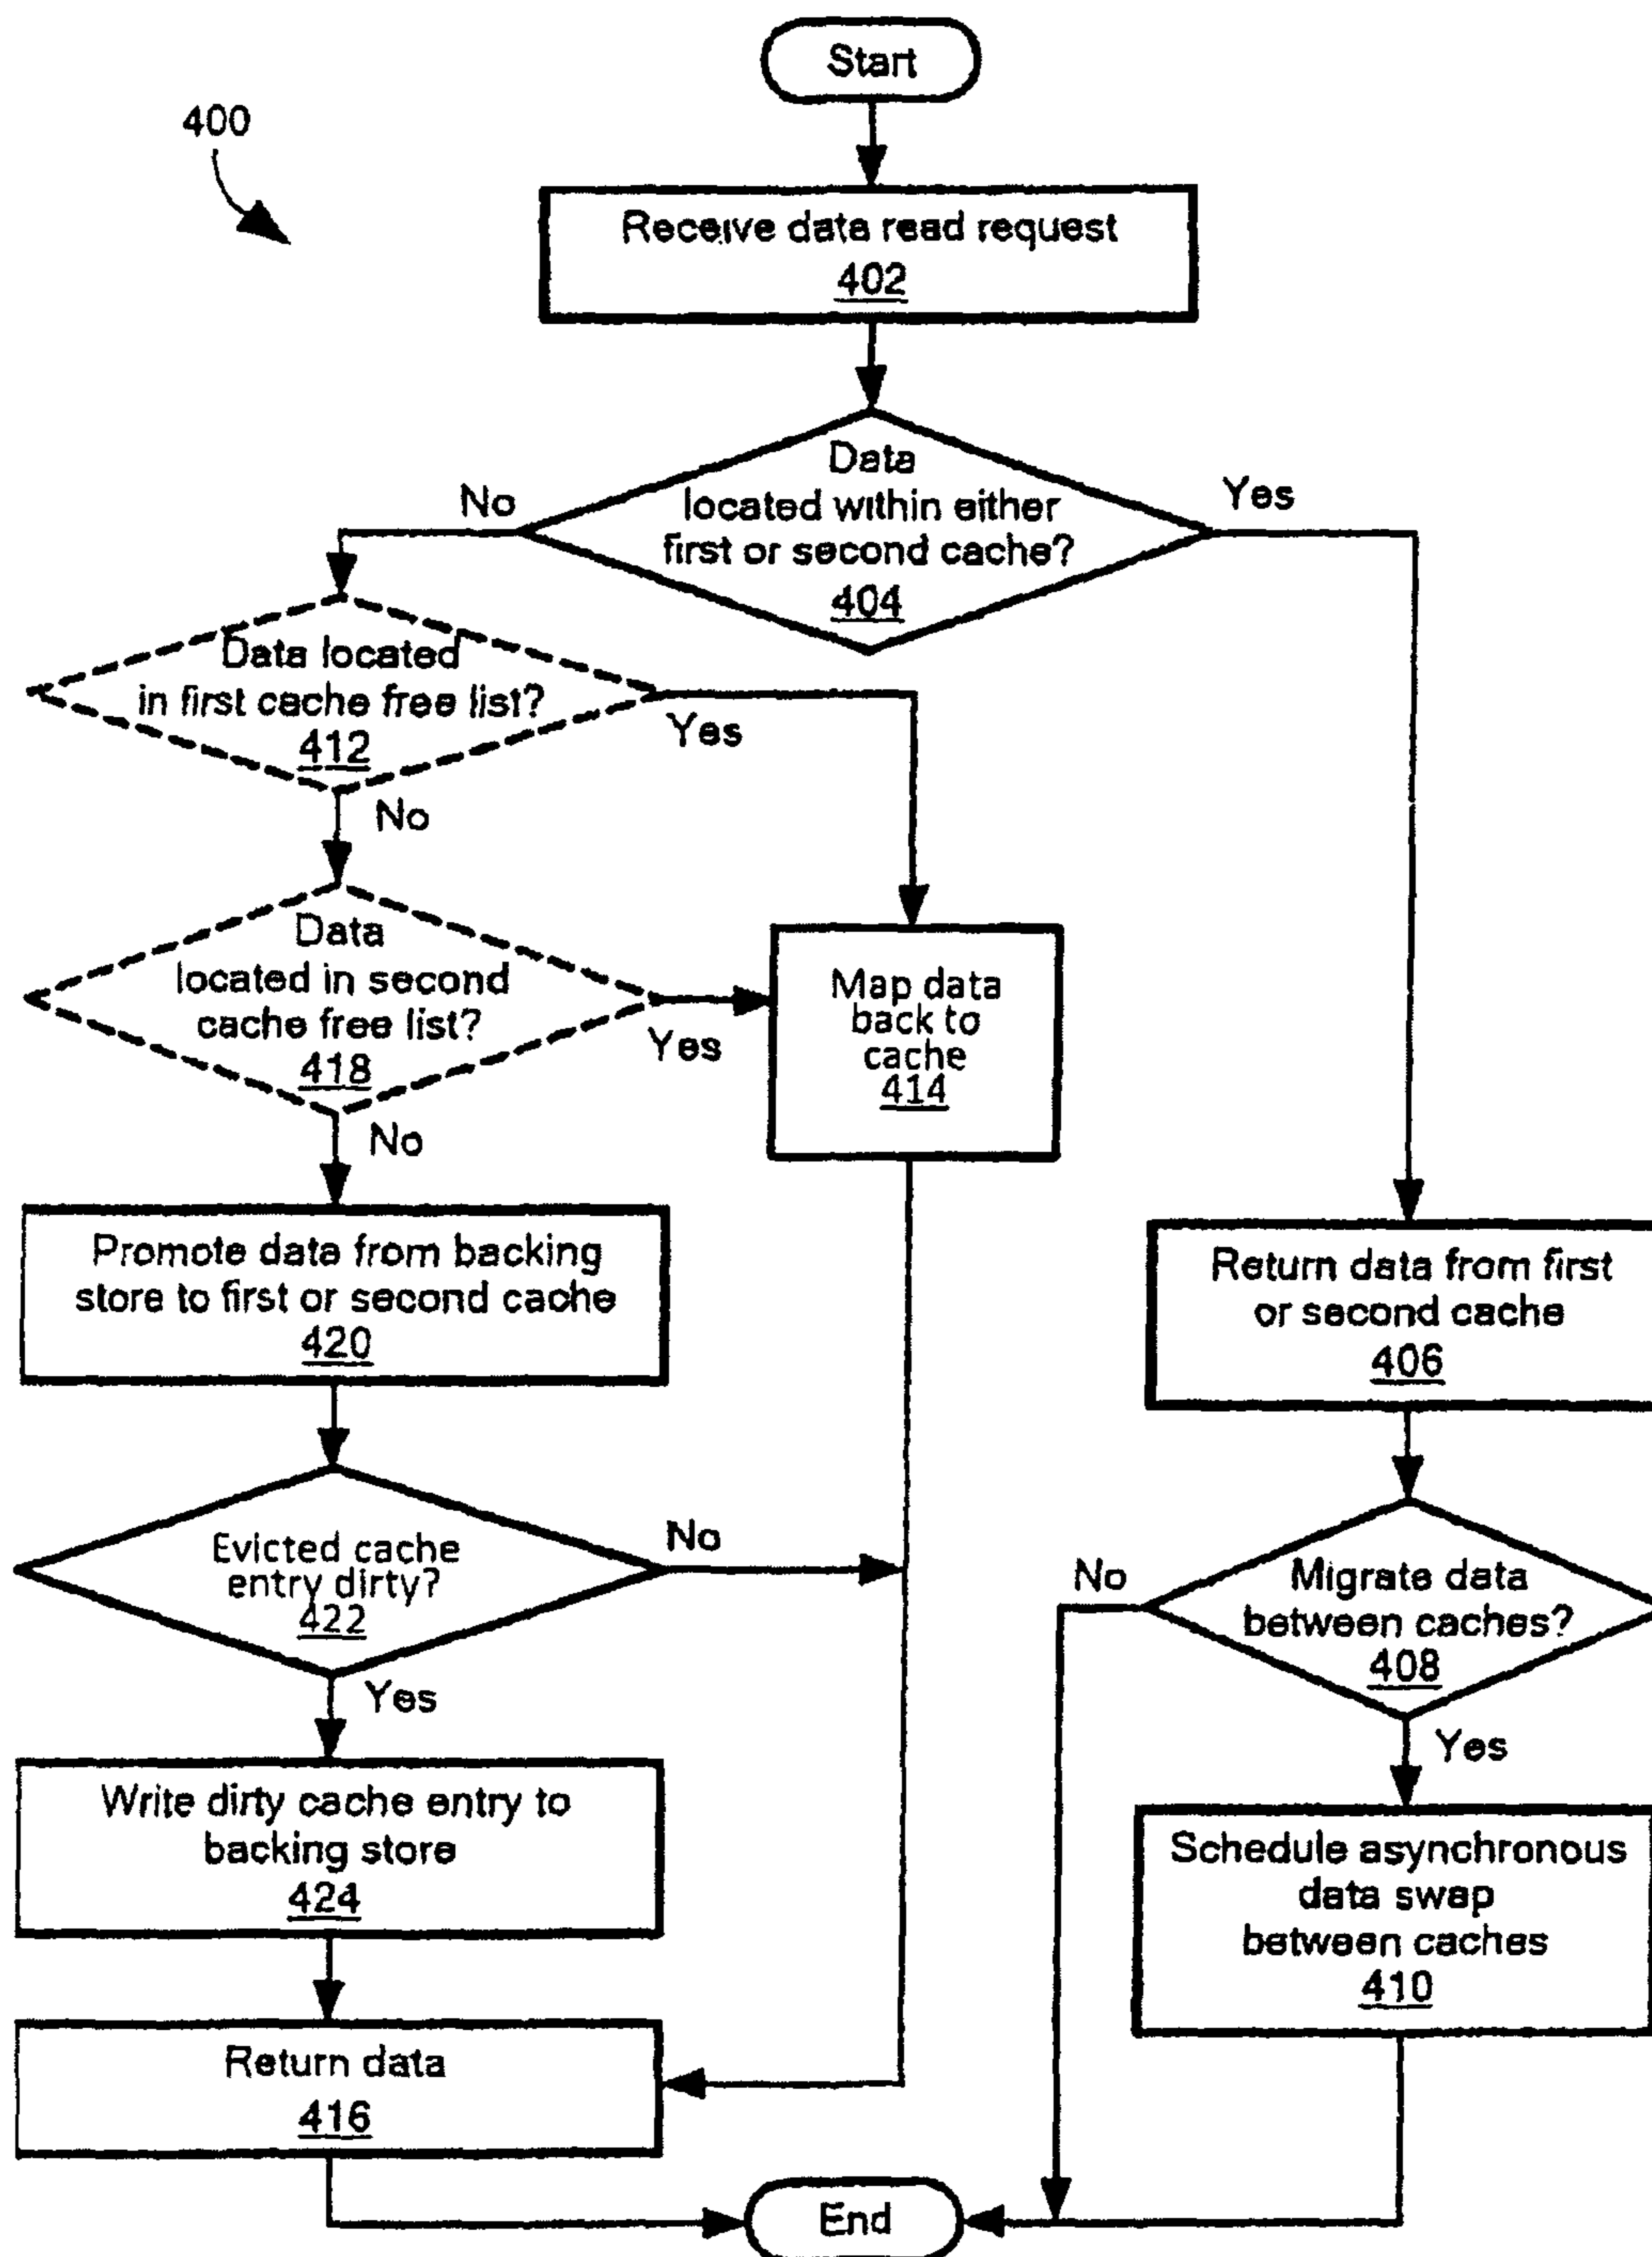 Start
400
Receive data read request
402
Data
located within either
first or second cache?
404
No
Yes
Data located
in first cache free list?
412
Yes
No
Data
located in second
cache free list?
418
Yes
No
Map data
back to
cache
414
Promote data from backing
store to first or second cache
420
Return data from first
or second cache
406
Evicted cache
entry dirty?
422
No
Yes
Migrate data
between caches?
408
No
Yes
Write dirty cache entry to
backing store
424
Schedule asynchronous
data swap
between caches
410
Return data
416
End